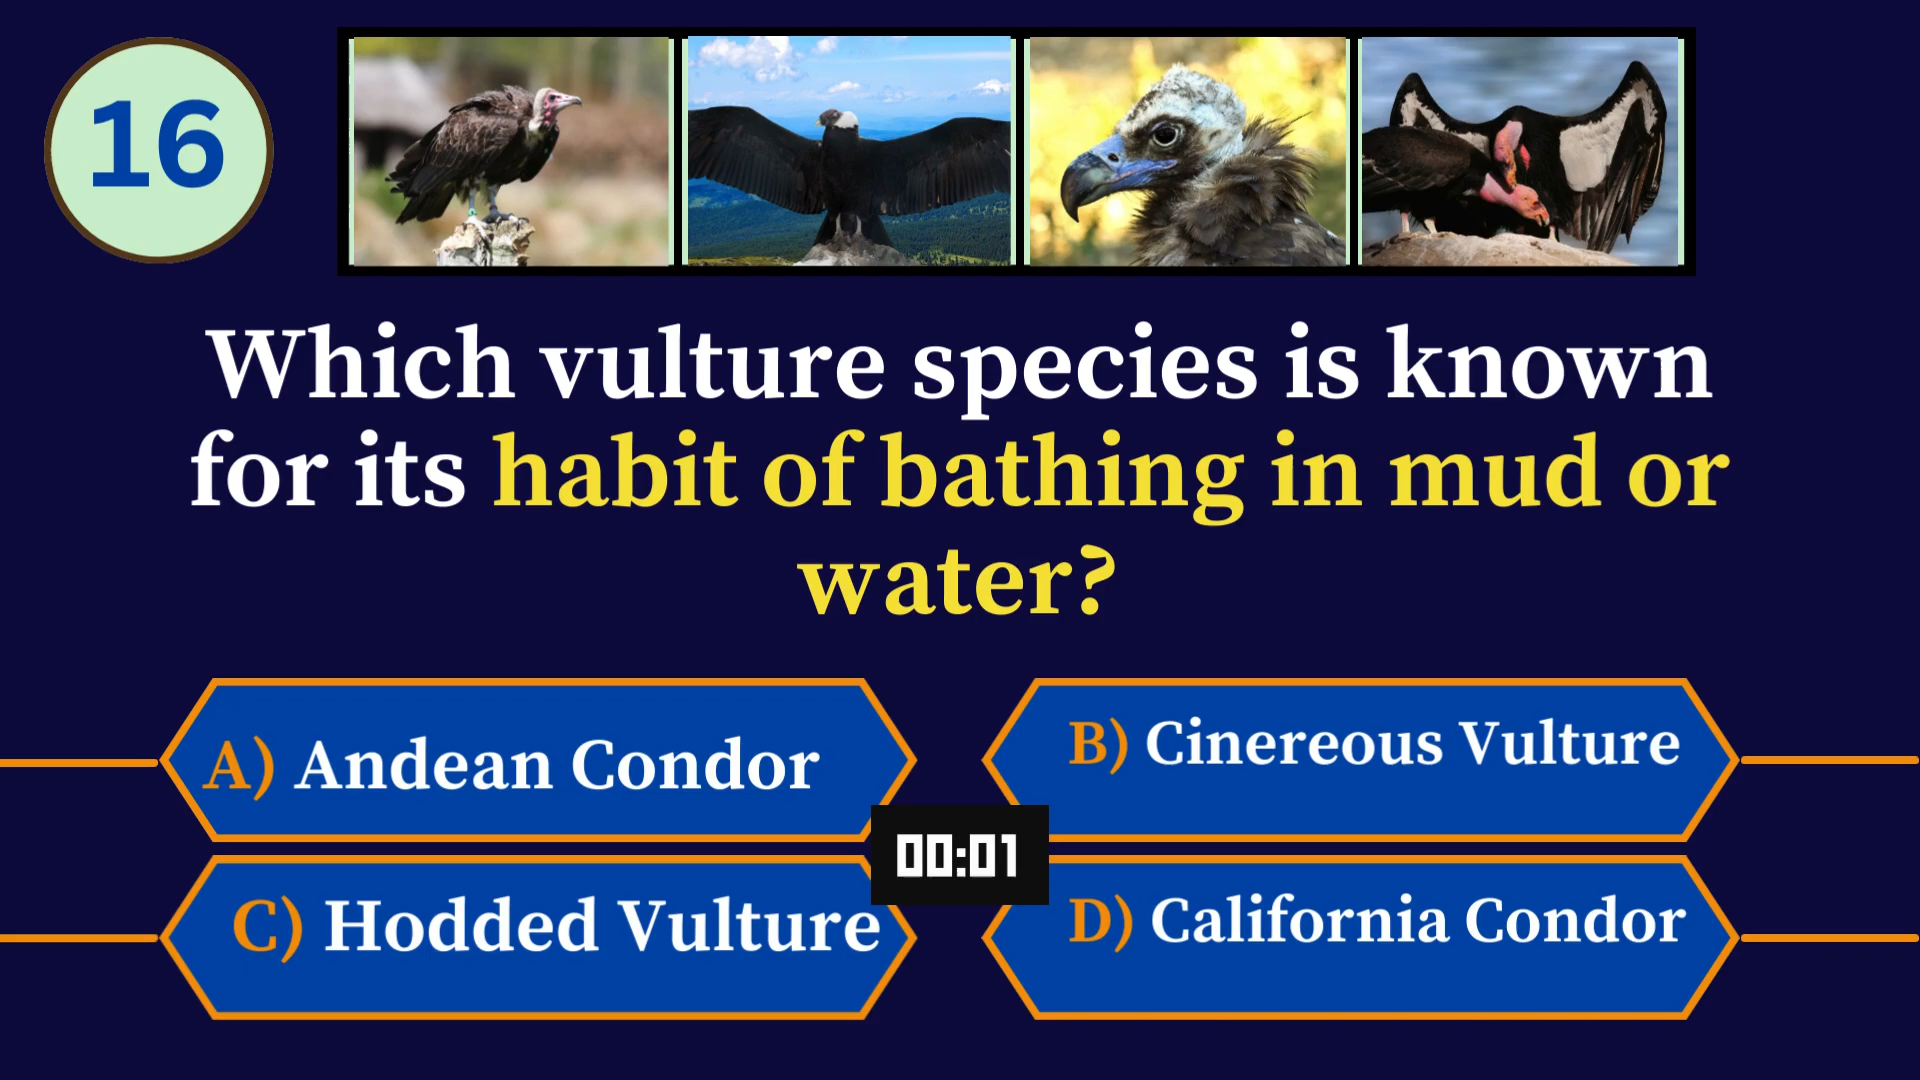 16
Which vulture species is known
for its habit of bathing in mud or
water?
A) Andean Condor
B) Cinereous Vulture
00:01
C) Hodded Vulture
D) California Condor